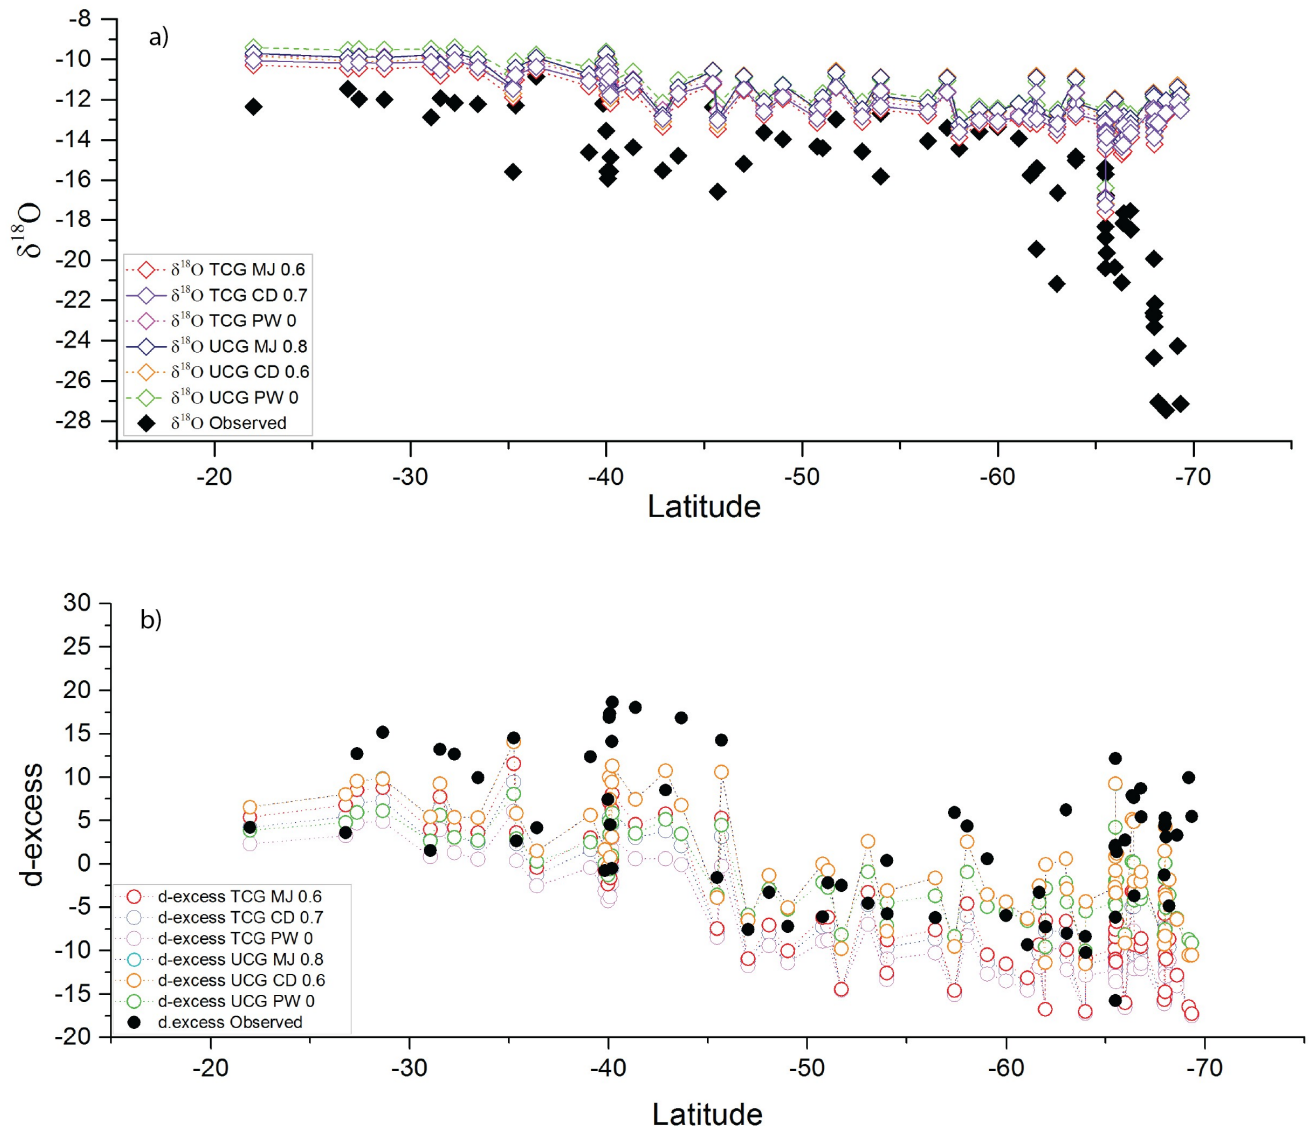 a)
-8
-10
-12
-14
-16
-18
-20
-22
-24
-26
-28
δ¹⁸O
δ¹⁸O TCG MJ 0.6
δ¹⁸O TCG CD 0.7
δ¹⁸O TCG PW 0
δ¹⁸O UCG MJ 0.8
δ¹⁸O UCG CD 0.6
δ¹⁸O UCG PW 0
δ¹⁸O Observed
-20 -30 -40 -50 -60 -70
Latitude
b)
30
25
20
15
10
5
0
-5
-10
-15
-20
d-excess
d-excess TCG MJ 0.6
d-excess TCG CD 0.7
d-excess TCG PW 0
d-excess UCG MJ 0.8
d-excess UCG CD 0.6
d-excess UCG PW 0
d.excess Observed
-20 -30 -40 -50 -60 -70
Latitude